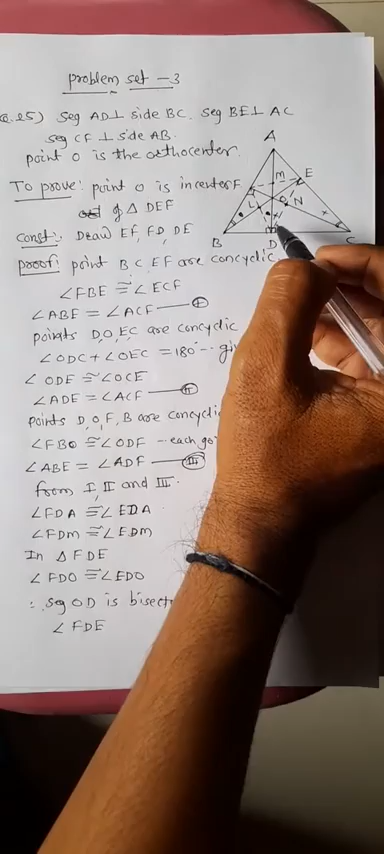 problem set -3
Q.25) Seg AD⊥ side BC. Seg BE⊥ AC
seg CF ⊥ side AB.
point O is the orthocenter.
To prove: point O is incenter
of △ DEF
Const: Draw EF, FD, DE
proof: point B C, EF are concyclic
∠FBE ≅ ∠ECF
∠ABE = ∠ACF —— I
points D,O,EC are concyclic
∠ODC + ∠OEC = 180° --
∠ODE ≅ ∠OCE
∠ADE = ∠ACF —— II
points D,O,F,B are
∠FBO ≅ ∠ODF -- each
∠ABE = ∠ADF —— III
from I, II and III.
∠FDA ≅ ∠EDA
∠FDM ≅ ∠EDM
In △ FDE
∠FDO ≅ ∠EDO
∴ seg OD is
∠FDE
A
F
M
E
L
O
N
B
D
C